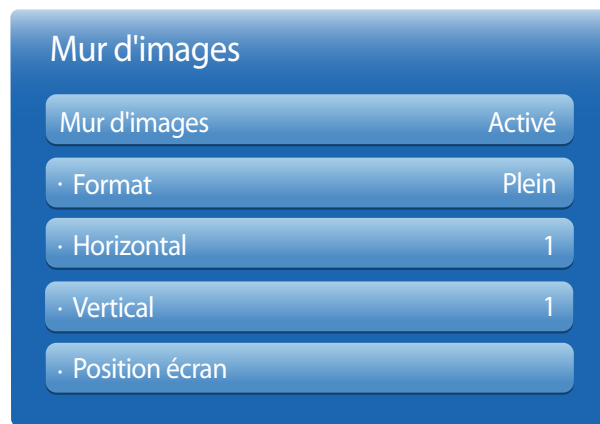 Mur d'images
Mur d'images Activé
· Format Plein
· Horizontal 1
· Vertical 1
· Position écran